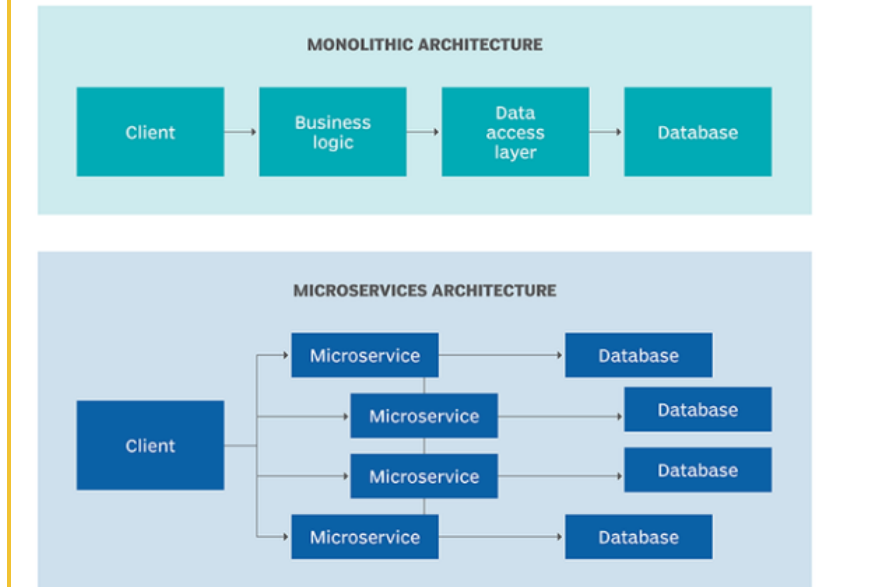 MONOLITHIC ARCHITECTURE
Client
Business
logic
Data
access
layer
Database
MICROSERVICES ARCHITECTURE
Microservice
Database
Microservice
Database
Client
Microservice
Database
Microservice
Database